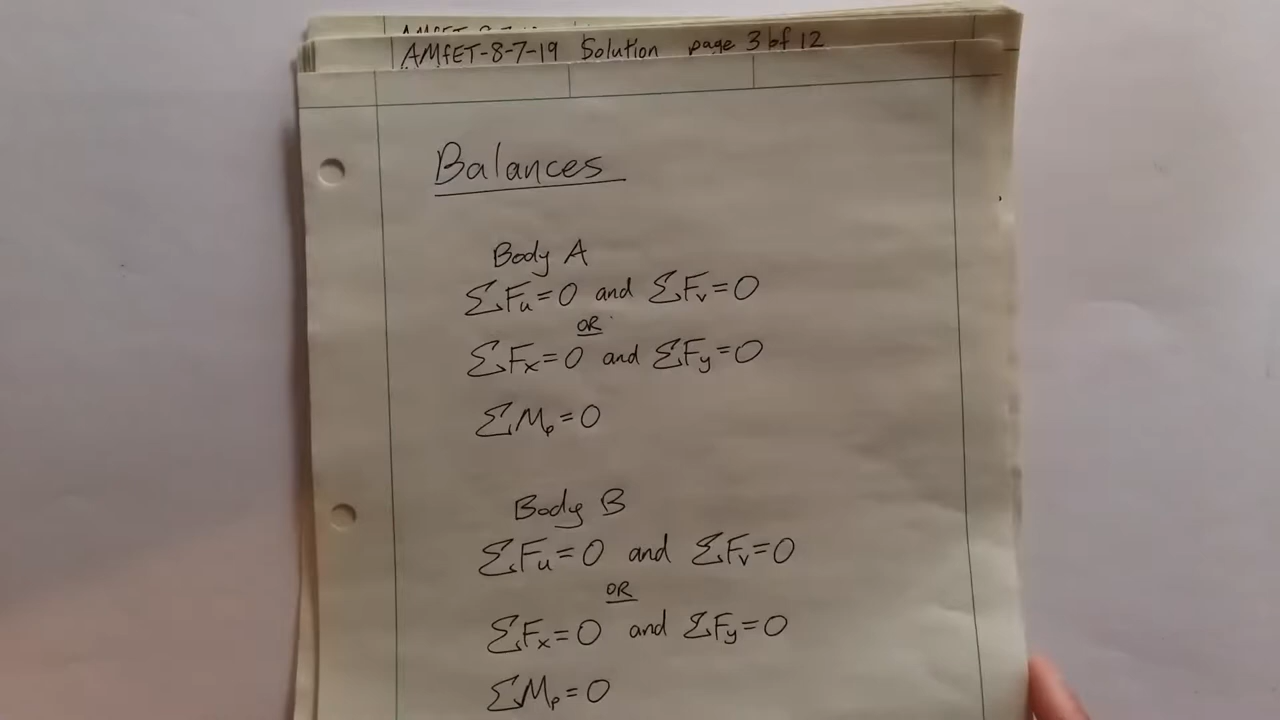 AMfET-8-7-19 Solution page 3 of 12
Balances
Body A
ΣFu=0 and ΣFv=0
OR
ΣFx=0 and ΣFy=0
ΣMp=0
Body B
ΣFu=0 and ΣFv=0
OR
ΣFx=0 and ΣFy=0
ΣMp=0